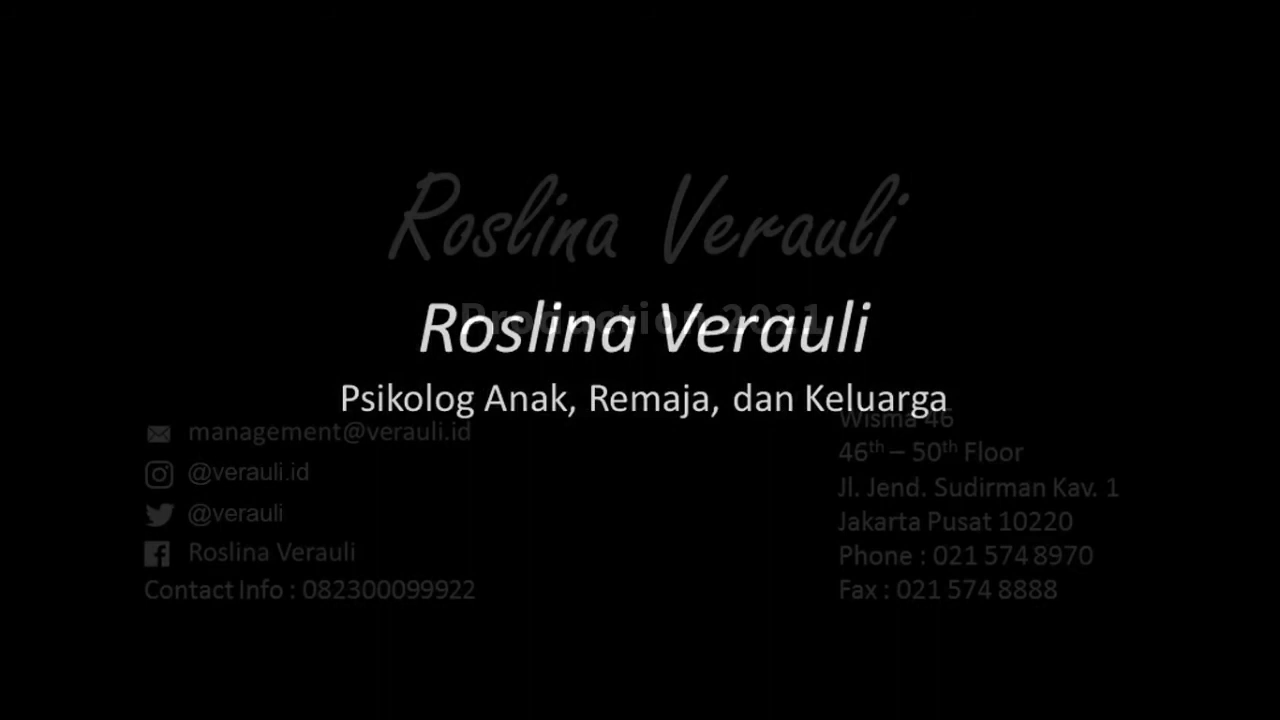 Roslina Verauli
Production 2021
Roslina Verauli
Psikolog Anak, Remaja, dan Keluarga
management@verauli.id
@verauli.id
@verauli
Roslina Verauli
Contact Info : 082300099922
Wisma 46
46th – 50th Floor
Jl. Jend. Sudirman Kav. 1
Jakarta Pusat 10220
Phone : 021 574 8970
Fax : 021 574 8888